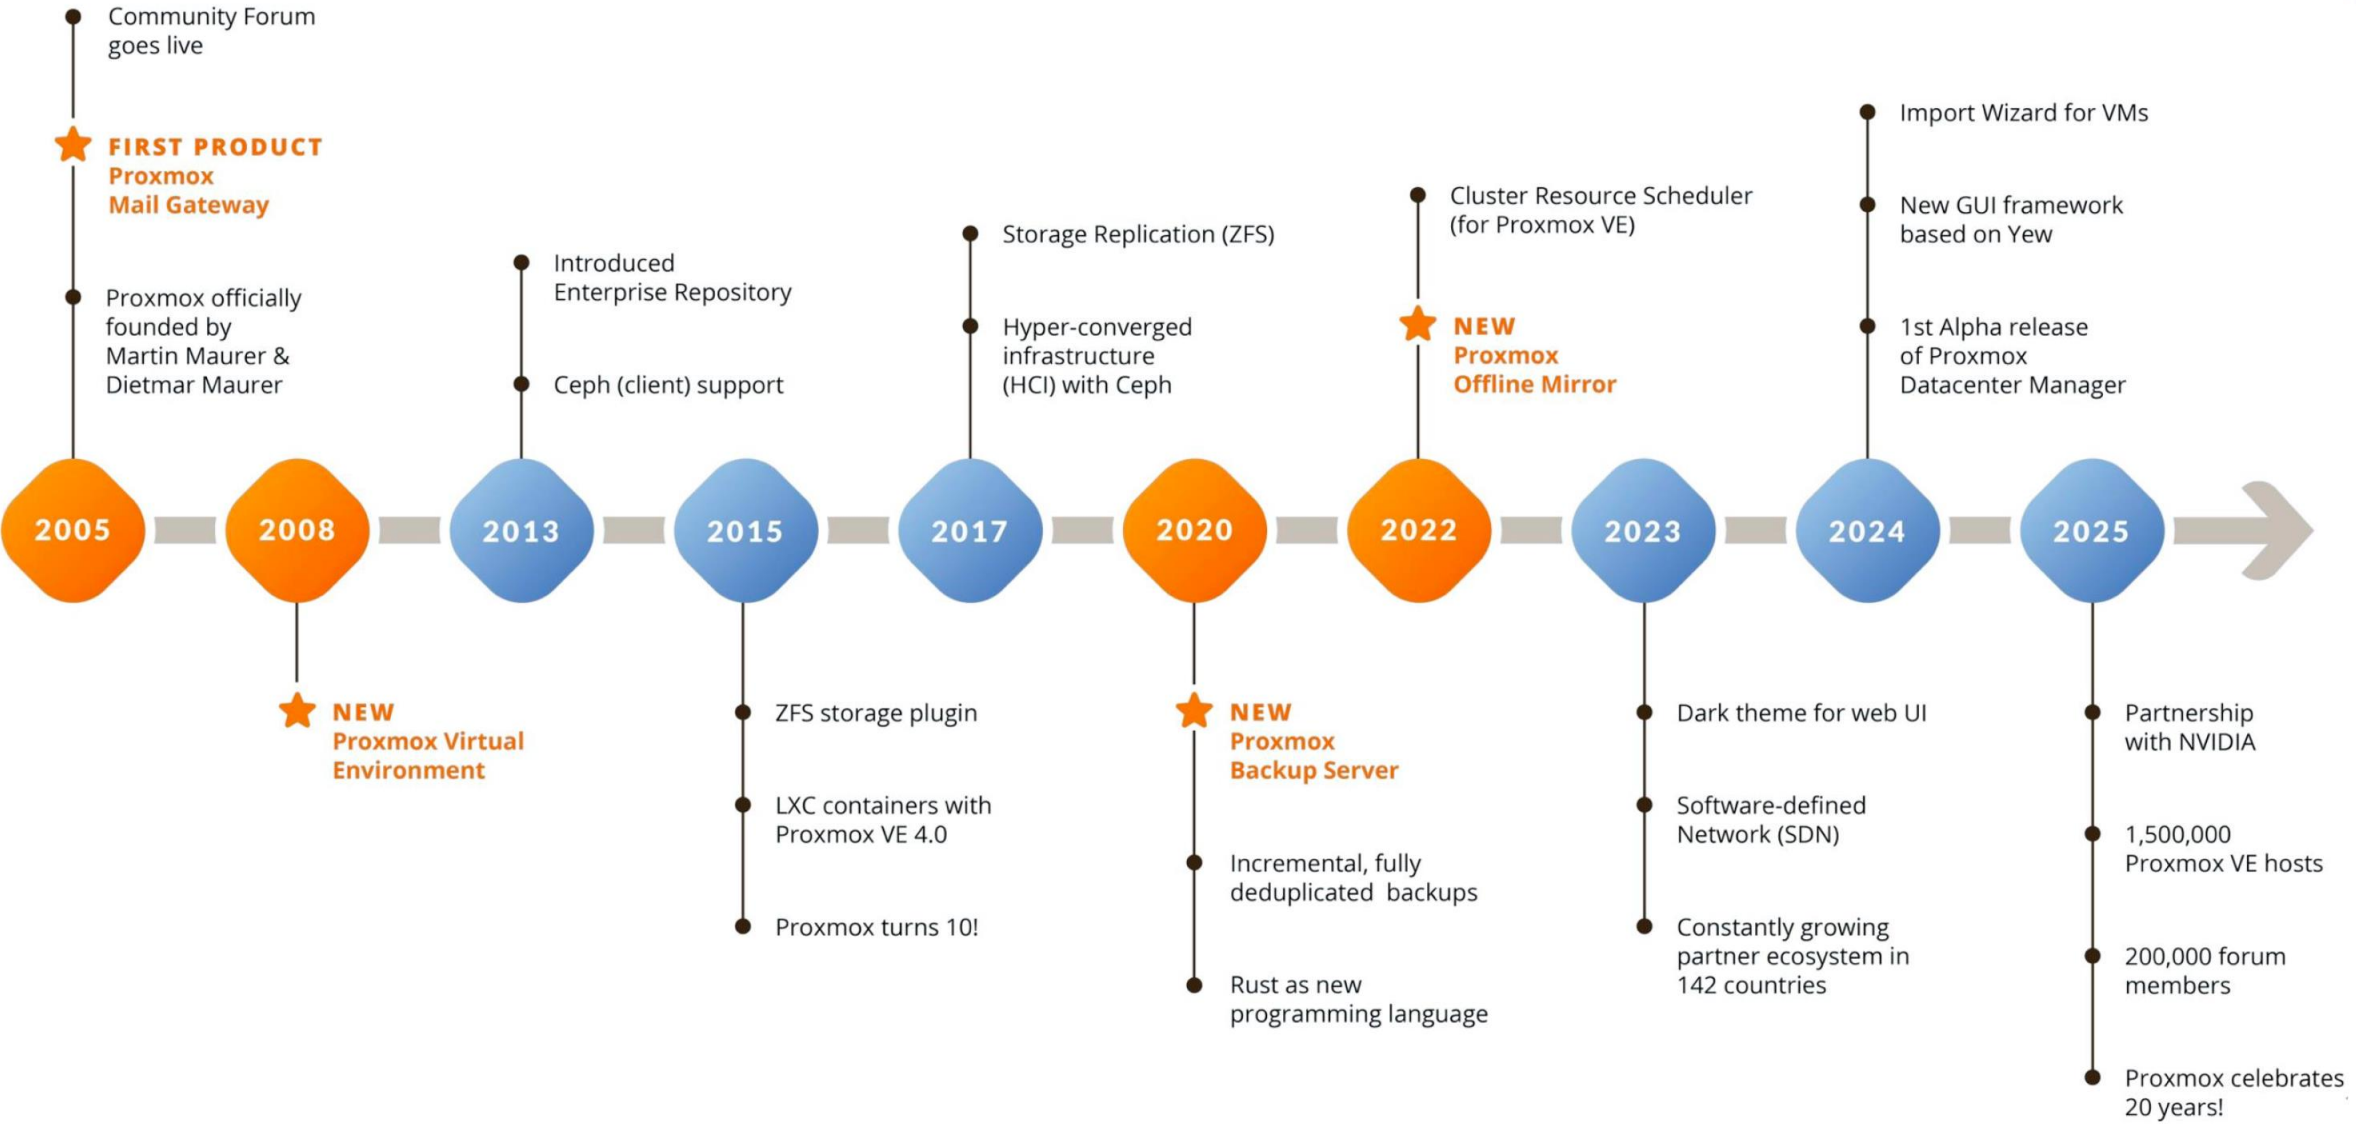 Community Forum
goes live
FIRST PRODUCT
Proxmox
Mail Gateway
Proxmox officially
founded by
Martin Maurer &
Dietmar Maurer
2005
2008
NEW
Proxmox Virtual
Environment
Introduced
Enterprise Repository
Ceph (client) support
2013
2015
ZFS storage plugin
LXC containers with
Proxmox VE 4.0
Proxmox turns 10!
Storage Replication (ZFS)
Hyper-converged
infrastructure
(HCI) with Ceph
2017
2020
NEW
Proxmox
Backup Server
Incremental, fully
deduplicated backups
Rust as new
programming language
Cluster Resource Scheduler
(for Proxmox VE)
NEW
Proxmox
Offline Mirror
2022
2023
Dark theme for web UI
Software-defined
Network (SDN)
Constantly growing
partner ecosystem in
142 countries
Import Wizard for VMs
New GUI framework
based on Yew
1st Alpha release
of Proxmox
Datacenter Manager
2024
2025
Partnership
with NVIDIA
1,500,000
Proxmox VE hosts
200,000 forum
members
Proxmox celebrates
20 years!